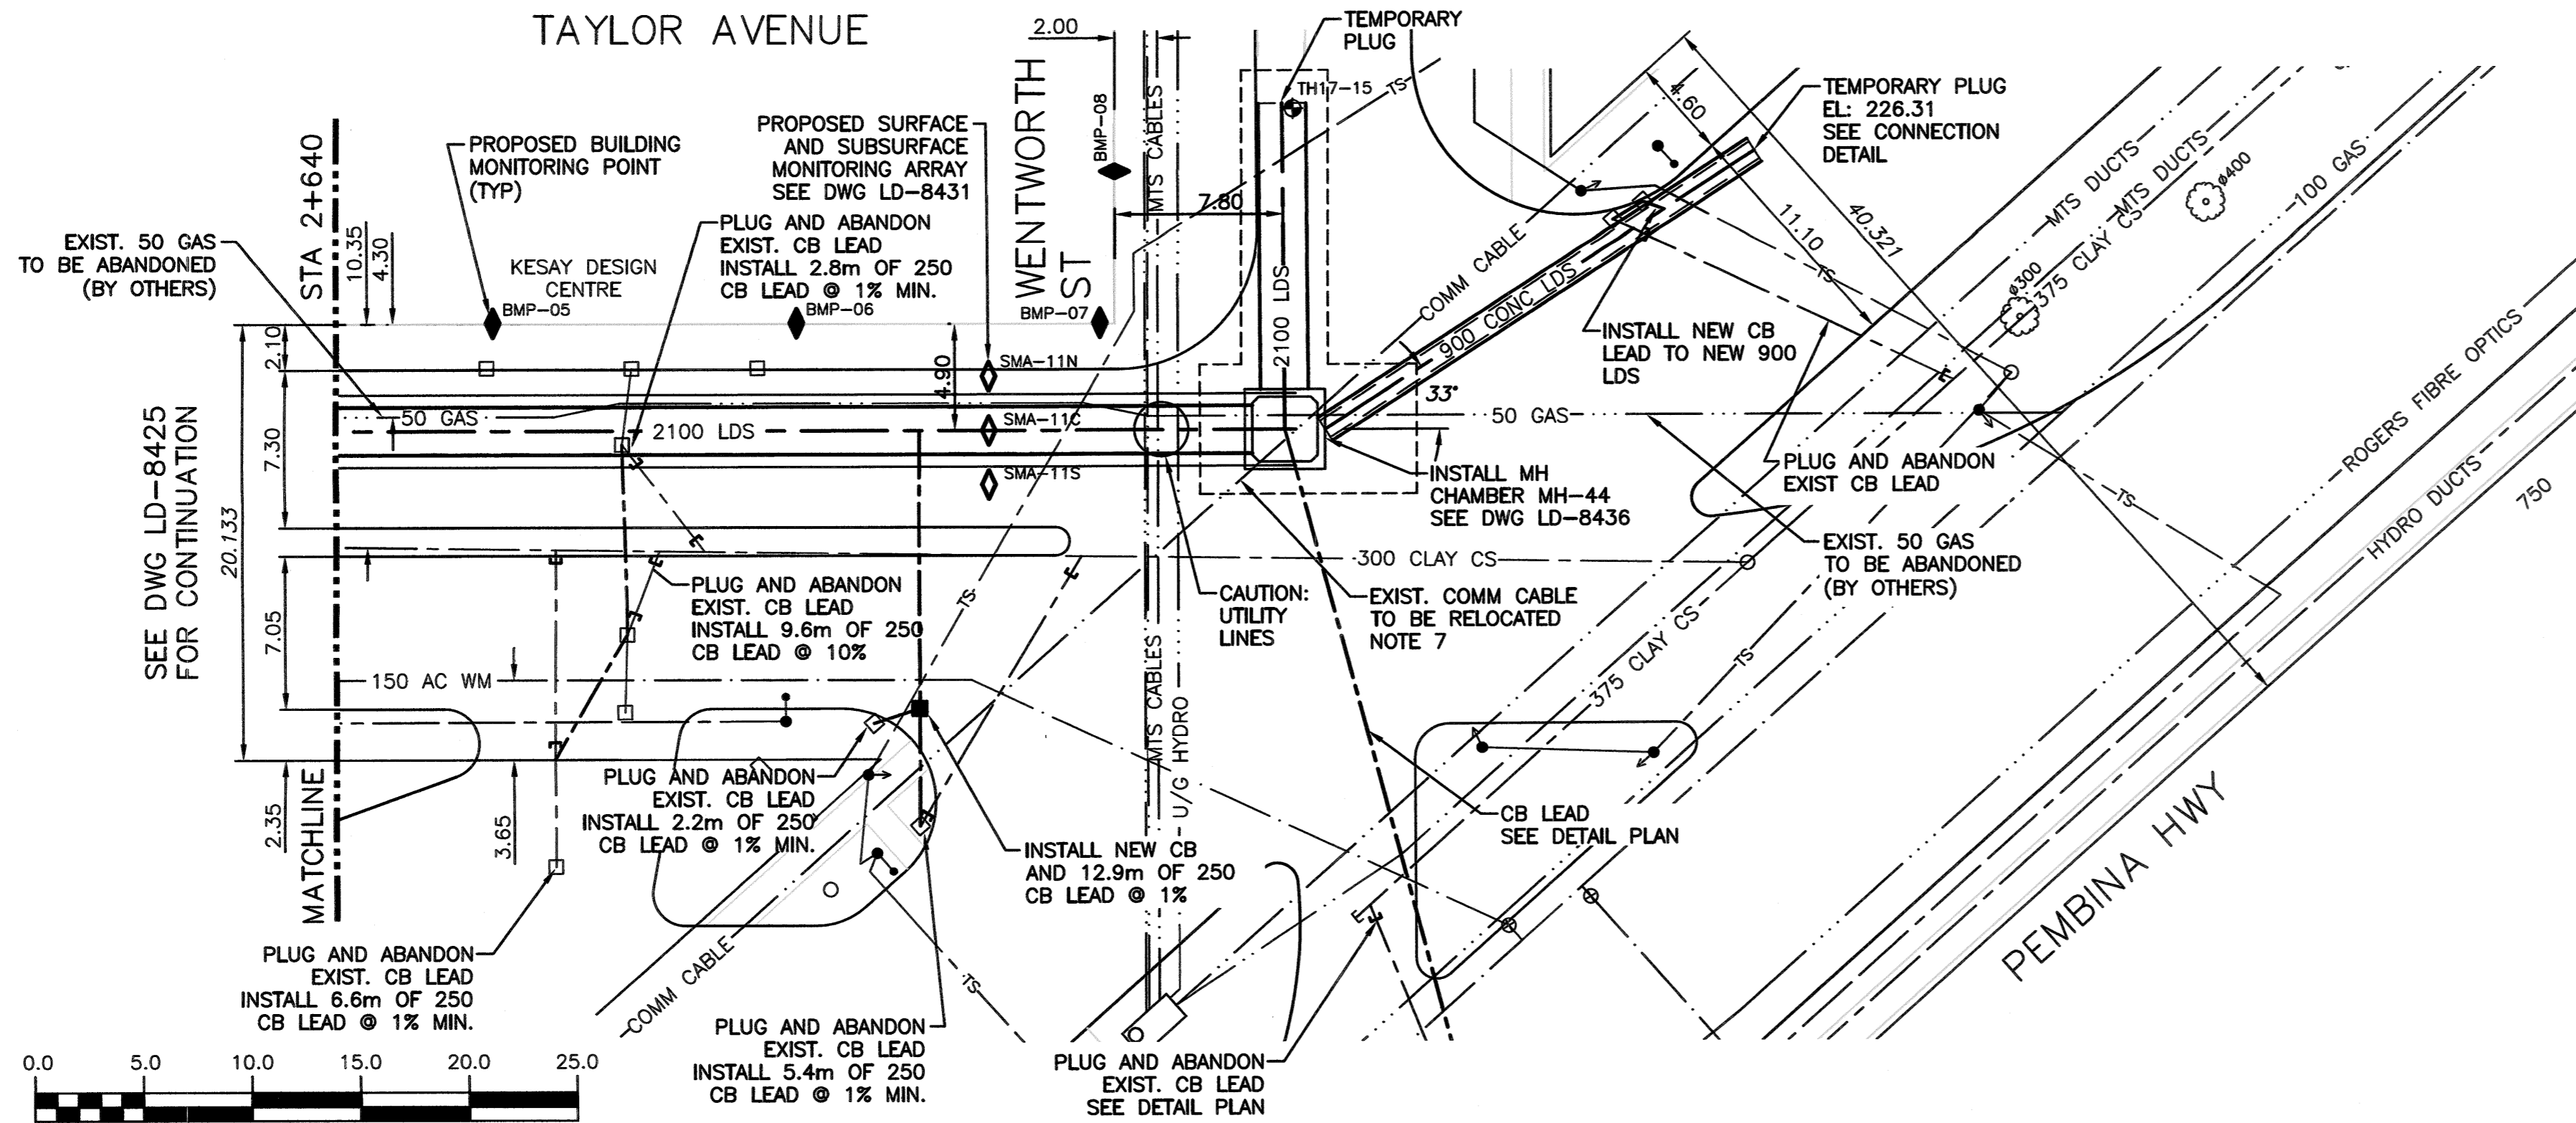 TAYLOR AVENUE
2.00
TEMPORARY
PLUG
TH17-15
TS
4.60
TEMPORARY PLUG
EL: 226.31
SEE CONNECTION
DETAIL
WENTWORTH
ST
BMP-08
MTS CABLES
PROPOSED SURFACE
AND SUBSURFACE
MONITORING ARRAY
SEE DWG LD-8431
PROPOSED BUILDING
MONITORING POINT
(TYP)
STA 2+640
EXIST. 50 GAS
TO BE ABANDONED
(BY OTHERS)
10.35
4.30
KESAY DESIGN
CENTRE
PLUG AND ABANDON
EXIST. CB LEAD
INSTALL 2.8m OF 250
CB LEAD @ 1% MIN.
BMP-05
BMP-06
BMP-07
7.80
2100 LDS
COMM CABLE
900 CONC LDS
11.10
40.321
TS
MTS DUCTS
MTS DUCTS
375 CLAY CS
ø400
ø300
100 GAS
ROGERS FIBRE OPTICS
HYDRO DUCTS
750
INSTALL NEW CB
LEAD TO NEW 900
LDS
E
2.10
4.90
SMA-11N
SMA-11C
SMA-11S
50 GAS
2100 LDS
33°
50 GAS
INSTALL MH
CHAMBER MH-44
SEE DWG LD-8436
PLUG AND ABANDON
EXIST CB LEAD
TS
EXIST. 50 GAS
TO BE ABANDONED
(BY OTHERS)
SEE DWG LD-8425
FOR CONTINUATION
20.133
7.30
7.05
2.35
3.65
MATCHLINE
300 CLAY CS
PLUG AND ABANDON
EXIST. CB LEAD
INSTALL 9.6m OF 250
CB LEAD @ 10%
TS
CAUTION:
UTILITY
LINES
EXIST. COMM CABLE
TO BE RELOCATED
NOTE 7
150 AC WM
MTS CABLES
U/G HYDRO
375 CLAY CS
TS
PLUG AND ABANDON
EXIST. CB LEAD
INSTALL 2.2m OF 250
CB LEAD @ 1% MIN.
INSTALL NEW CB
AND 12.9m OF 250
CB LEAD @ 1%
CB LEAD
SEE DETAIL PLAN
PEMBINA HWY
E
PLUG AND ABANDON
EXIST. CB LEAD
INSTALL 6.6m OF 250
CB LEAD @ 1% MIN.
COMM CABLE
TS
PLUG AND ABANDON
EXIST. CB LEAD
INSTALL 5.4m OF 250
CB LEAD @ 1% MIN.
PLUG AND ABANDON
EXIST. CB LEAD
SEE DETAIL PLAN
0.0 5.0 10.0 15.0 20.0 25.0